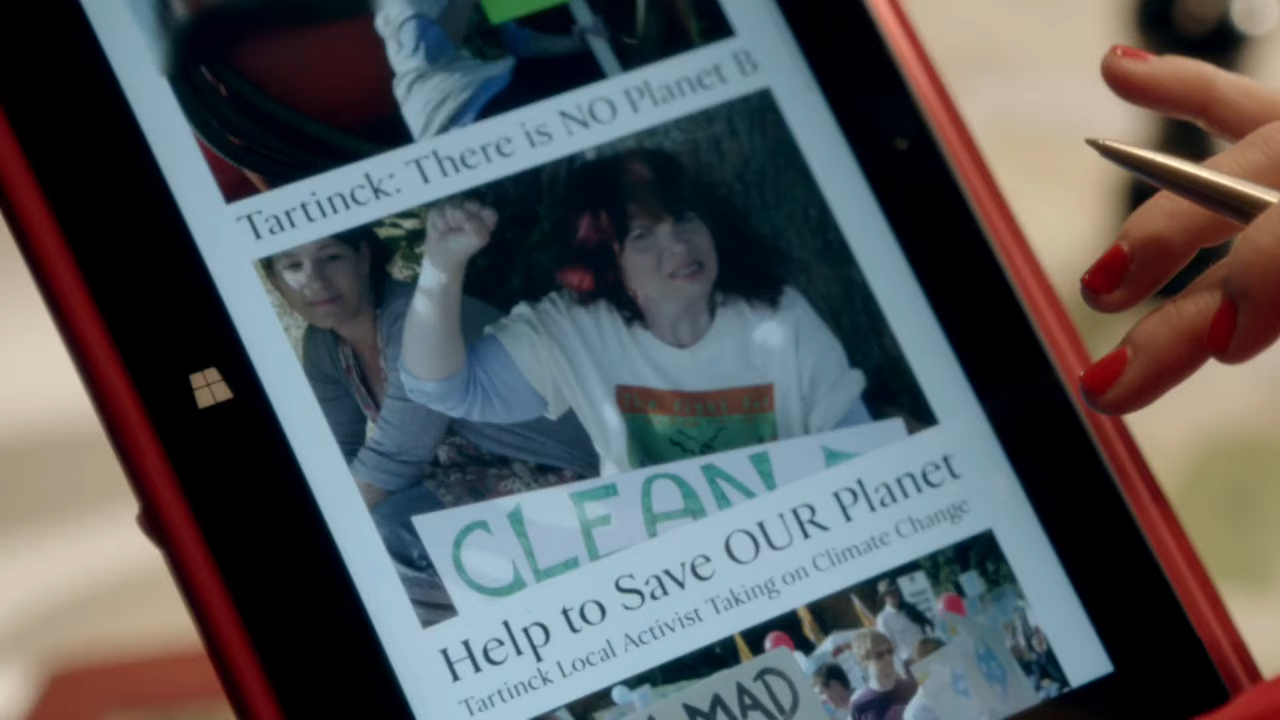 Tartinck: There is NO Planet B
CLEAN
Help to Save OUR Planet
Tartinck Local Activist Taking on Climate Change
MAD